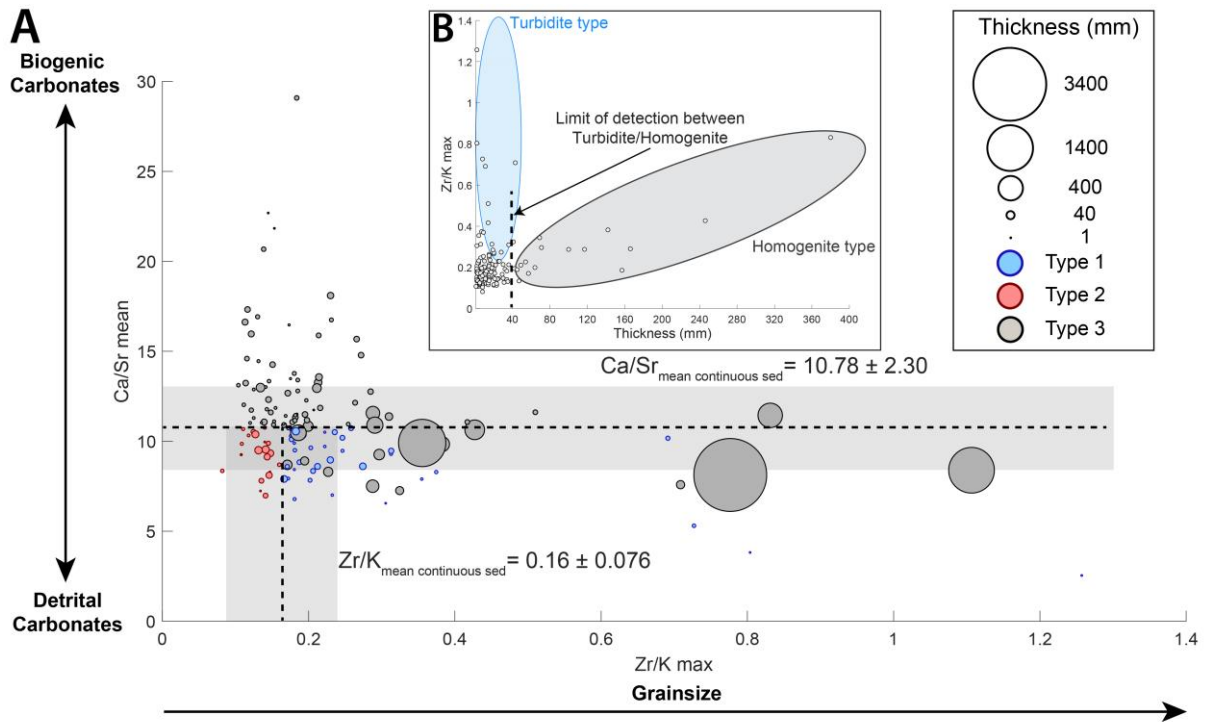 A
Biogenic
Carbonates
Detrital
Carbonates
Ca/Sr mean
30
25
20
15
10
5
0
0
0.2
0.4
0.6
0.8
1
1.2
1.4
Zr/K max
Grainsize
Ca/Sr mean continuous sed = 10.78 ± 2.30
Zr/K mean continuous sed = 0.16 ± 0.076
B
Turbidite type
Limit of detection between
Turbidite/Homogenite
Homogenite type
Zr/K max
1.4
1.2
1
0.8
0.6
0.4
0.2
0
0
40
80
120
160
200
240
280
320
360
400
Thickness (mm)
Thickness (mm)
3400
1400
400
40
1
Type 1
Type 2
Type 3